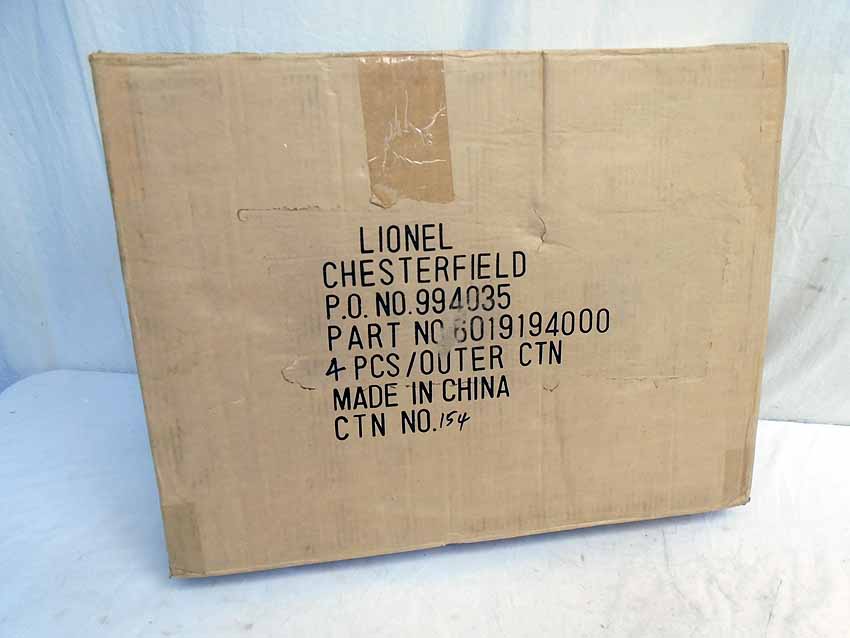 LIONEL
CHESTERFIELD
P.O. NO.994035
PART NO 6019194000
4 PCS/OUTER CTN
MADE IN CHINA
CTN NO.154